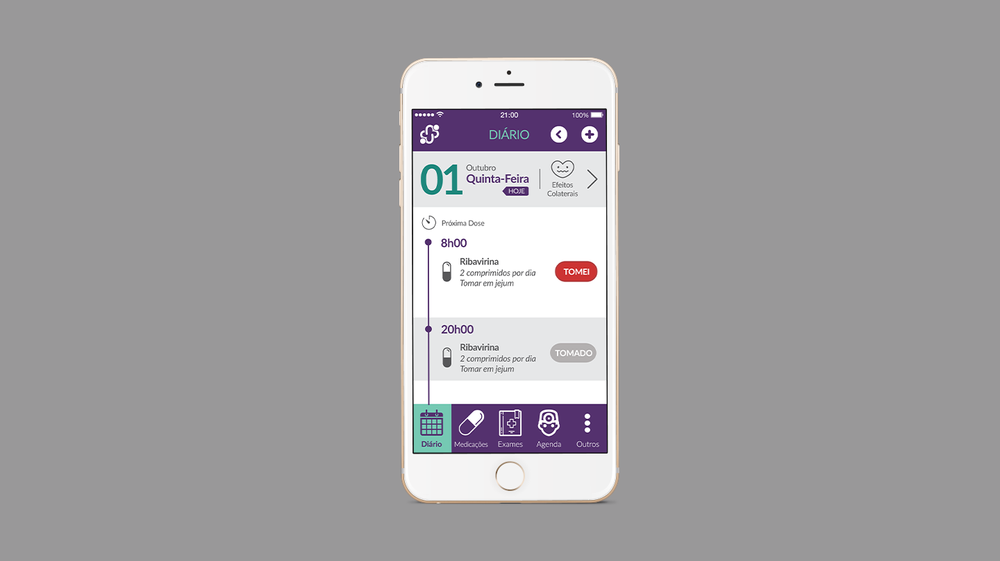 21:00
100%
DIÁRIO
01
Outubro
Quinta-Feira
HOJE
Efeitos
Colaterais
Próxima Dose
8h00
Ribavirina
2 comprimidos por dia
Tomar em jejum
TOMEI
20h00
Ribavirina
2 comprimidos por dia
Tomar em jejum
TOMADO
Diário
Medicações
Exames
Agenda
Outros